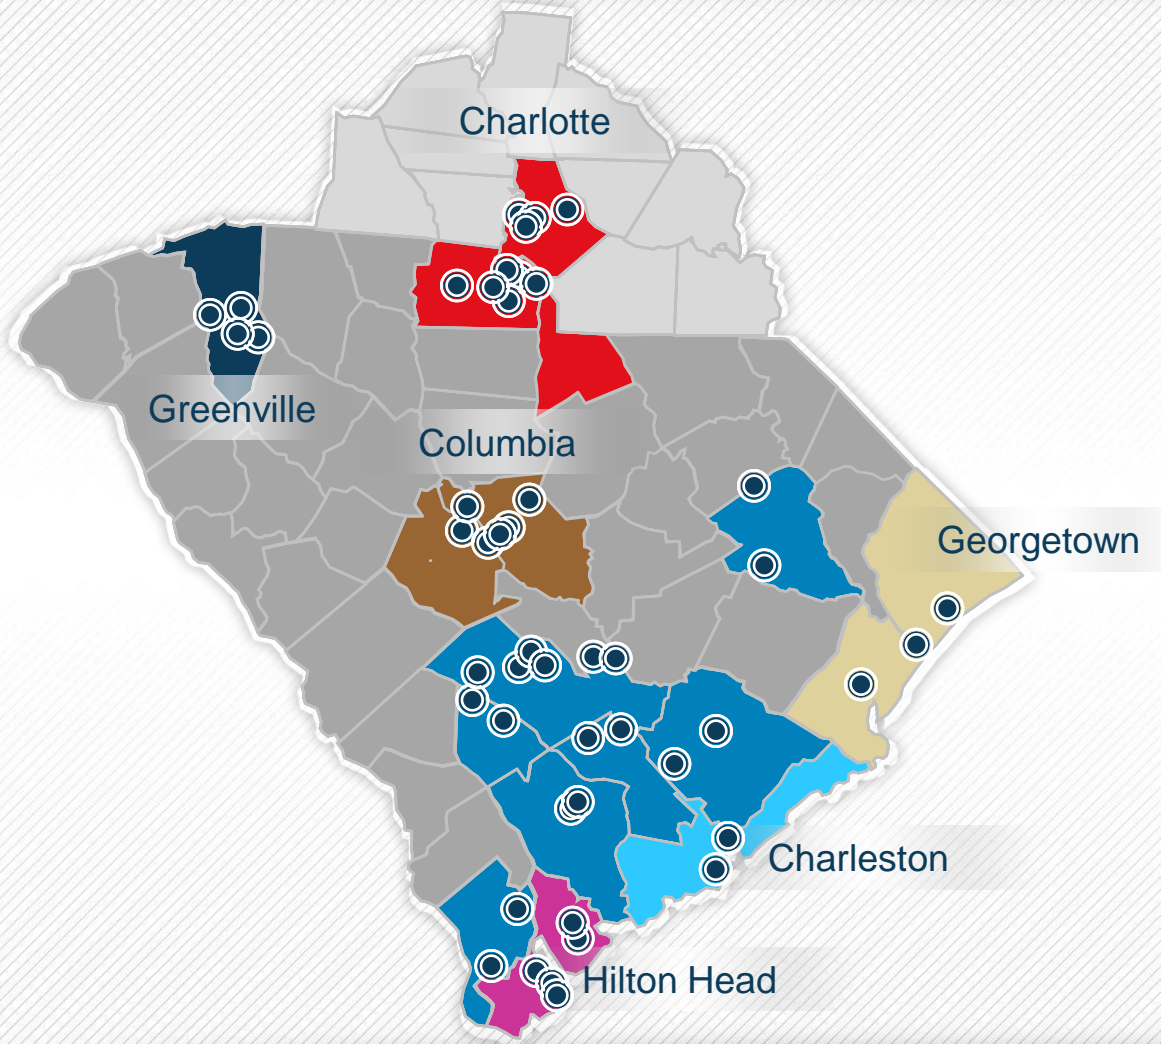 Charlotte
Greenville
Columbia
Georgetown
Charleston
Hilton Head